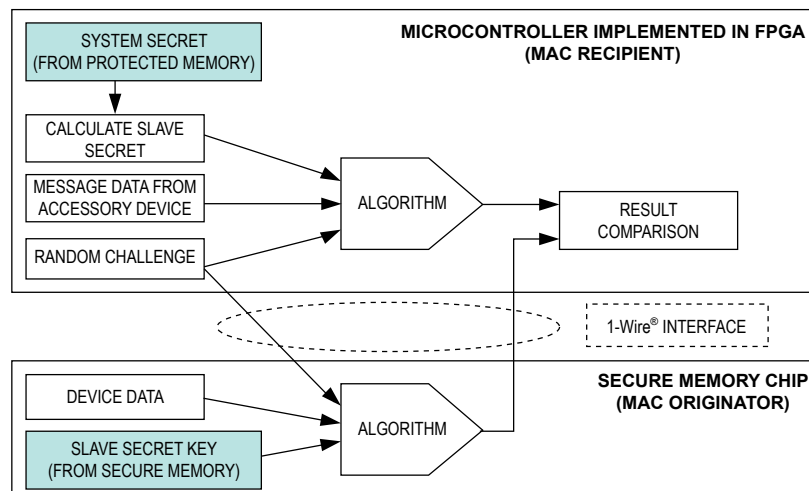 SYSTEM SECRET
(FROM PROTECTED MEMORY)
MICROCONTROLLER IMPLEMENTED IN FPGA
(MAC RECIPIENT)
CALCULATE SLAVE
SECRET
MESSAGE DATA FROM
ACCESSORY DEVICE
RANDOM CHALLENGE
ALGORITHM
RESULT
COMPARISON
1-Wire® INTERFACE
SECURE MEMORY CHIP
(MAC ORIGINATOR)
DEVICE DATA
SLAVE SECRET KEY
(FROM SECURE MEMORY)
ALGORITHM